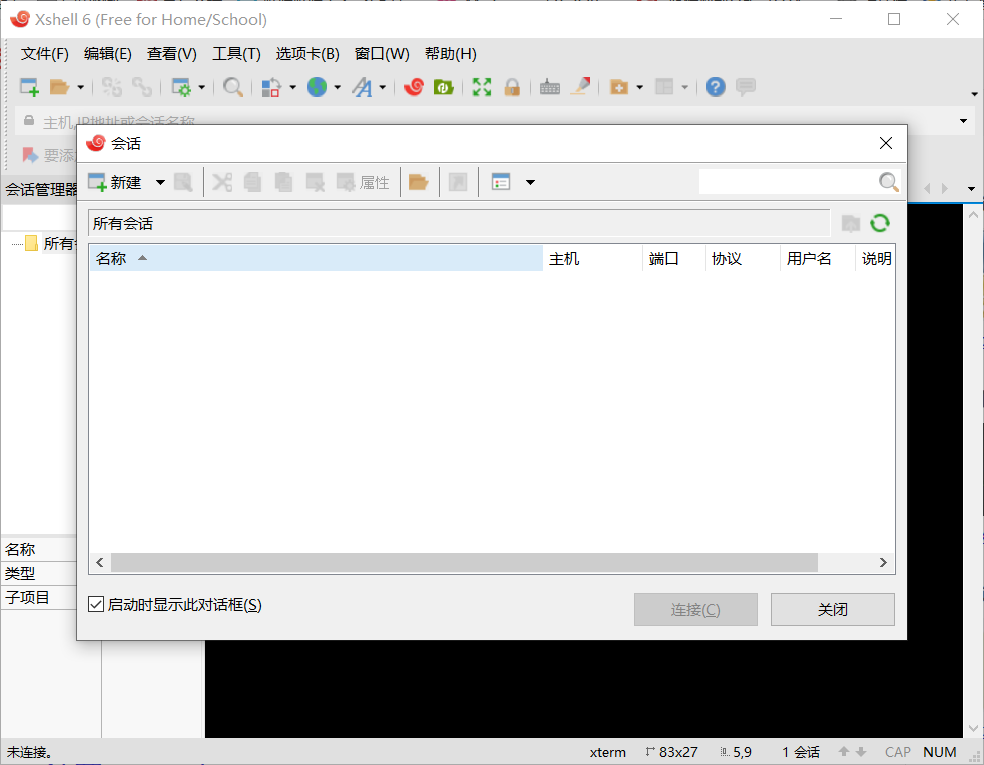 Xshell 6 (Free for Home/School)
文件(F) 编辑(E) 查看(V) 工具(T) 选项卡(B) 窗口(W) 帮助(H)
主机,IP地址或会话名称
要添
会话管理器
所有会
会话
新建 属性
所有会话
名称 主机 端口 协议 用户名 说明
名称
类型
子项目
启动时显示此对话框(S)
连接(C) 关闭
未连接。 xterm 83x27 5,9 1 会话 CAP NUM